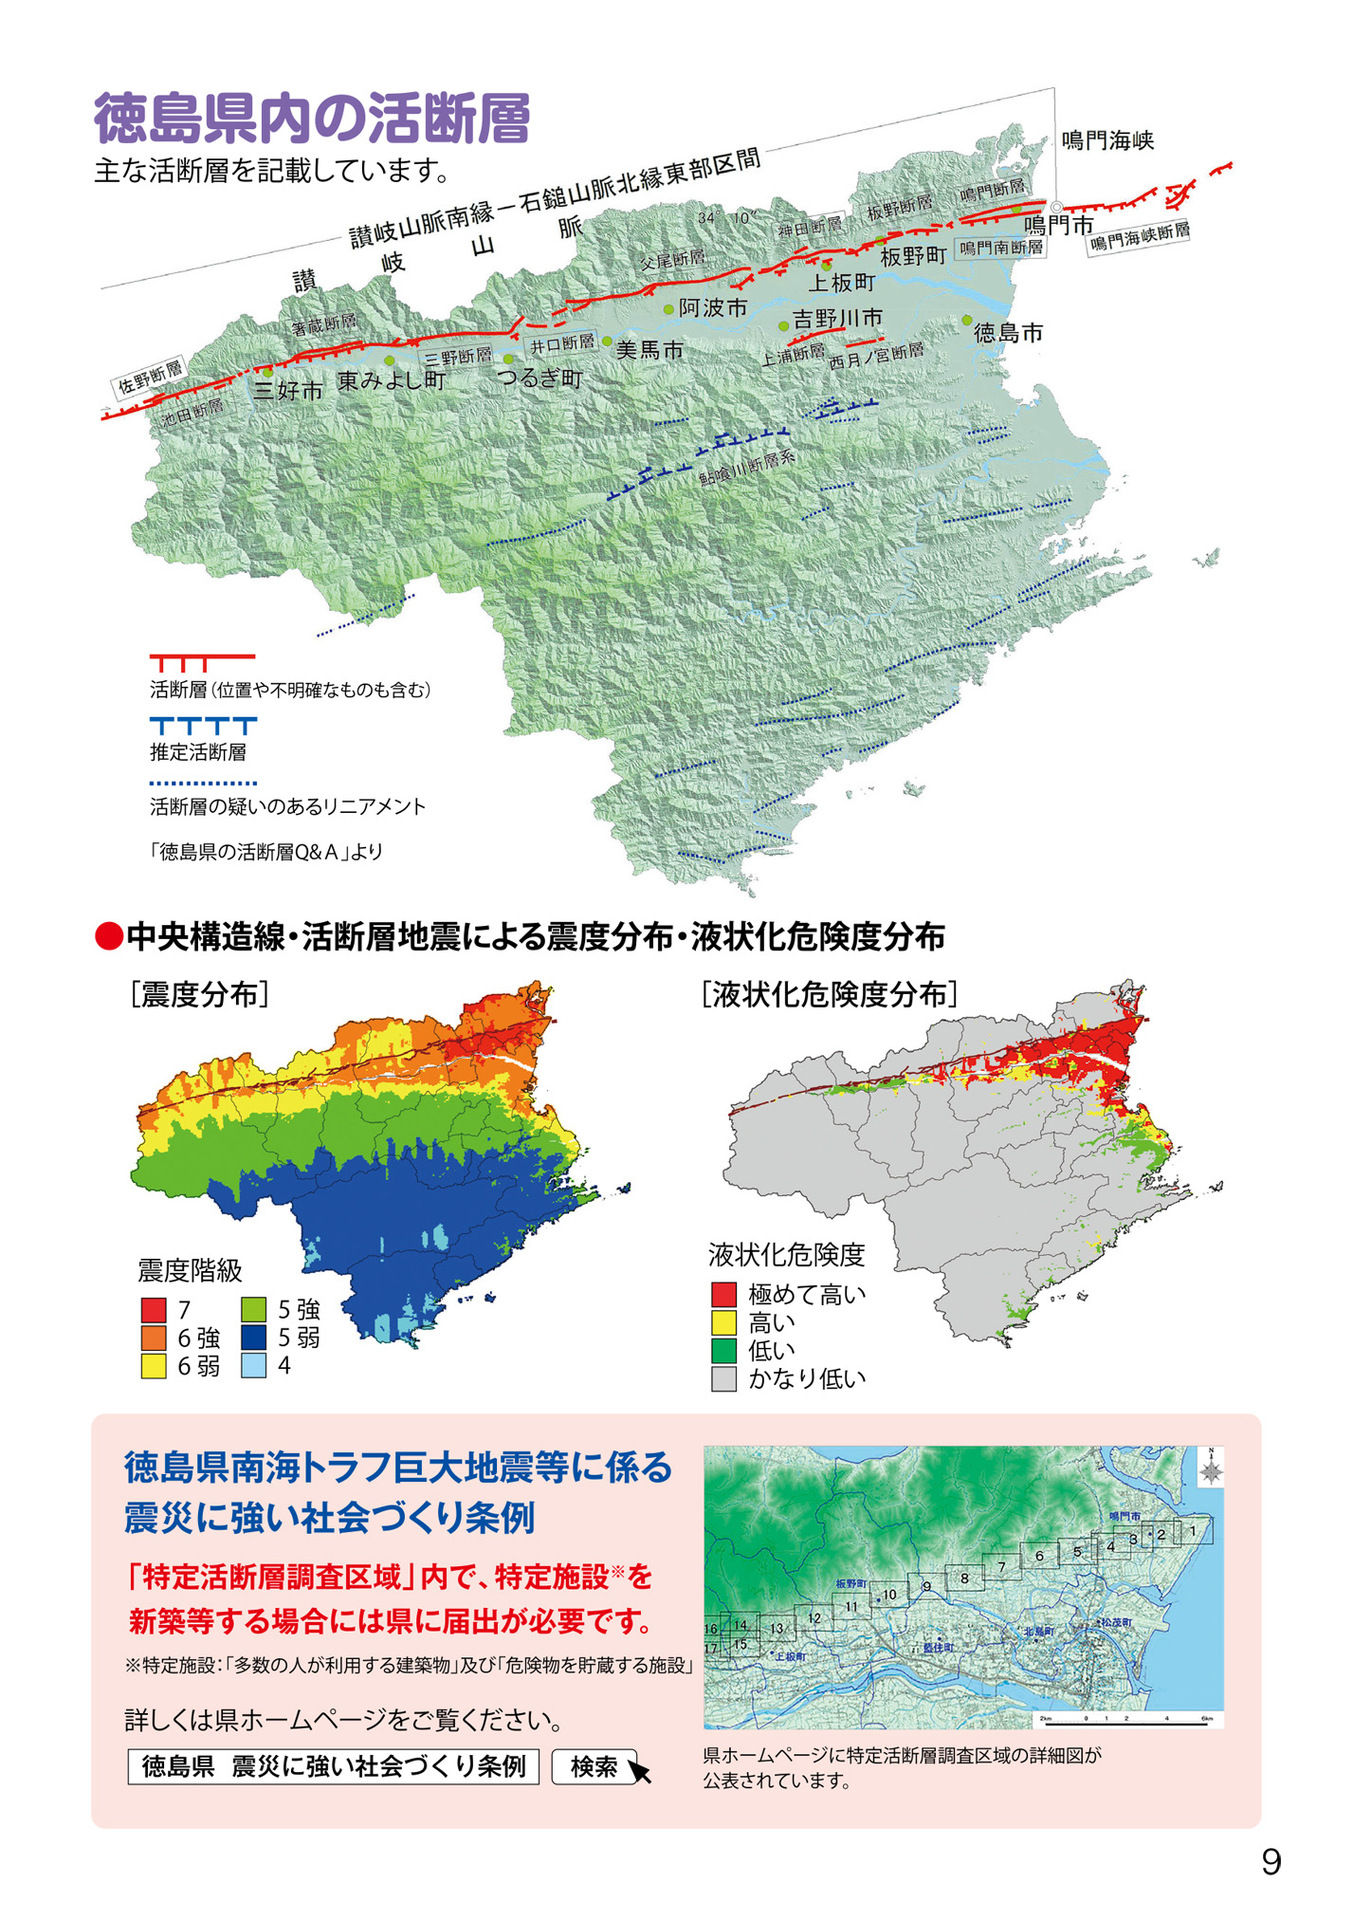 徳島県内の活断層
主な活断層を記載しています。
讃岐山脈南縁－石鎚山脈北縁東部区間
讃岐山脈
34° 10″
鳴門海峡
鳴門断層
板野断層
神田断層
父尾断層
鳴門市
鳴門海峡断層
鳴門南断層
板野町
上板町
阿波市
吉野川市
徳島市
箸蔵断層
井口断層
美馬市
上浦断層
西月ノ宮断層
佐野断層
三野断層
三好市
東みよし町
つるぎ町
池田断層
鮎喰川断層系
活断層（位置や不明確なものも含む）
推定活断層
活断層の疑いのあるリニアメント
「徳島県の活断層Q&A」より
●中央構造線・活断層地震による震度分布・液状化危険度分布
［震度分布］
震度階級
7
6強
6弱
5強
5弱
4
［液状化危険度分布］
液状化危険度
極めて高い
高い
低い
かなり低い
徳島県南海トラフ巨大地震等に係る
震災に強い社会づくり条例
「特定活断層調査区域」内で、特定施設※を
新築等する場合には県に届出が必要です。
※特定施設：「多数の人が利用する建築物」及び「危険物を貯蔵する施設」
詳しくは県ホームページをご覧ください。
徳島県 震災に強い社会づくり条例
検索
N
鳴門市
1
2
3
4
5
6
7
8
9
10
11
12
13
14
15
16
17
板野町
上板町
藍住町
北島町
松茂町
2km 0 1 2 4 6km
県ホームページに特定活断層調査区域の詳細図が
公表されています。
9